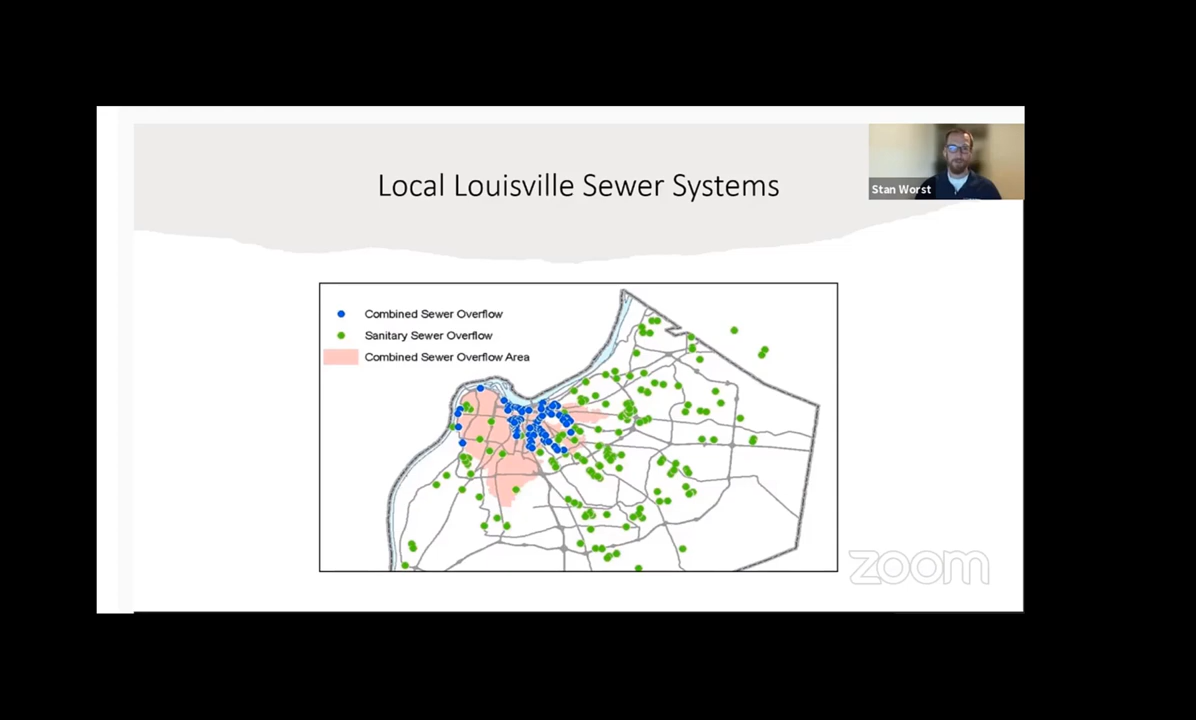 Local Louisville Sewer Systems
Stan Worst
Combined Sewer Overflow
Sanitary Sewer Overflow
Combined Sewer Overflow Area
zoom